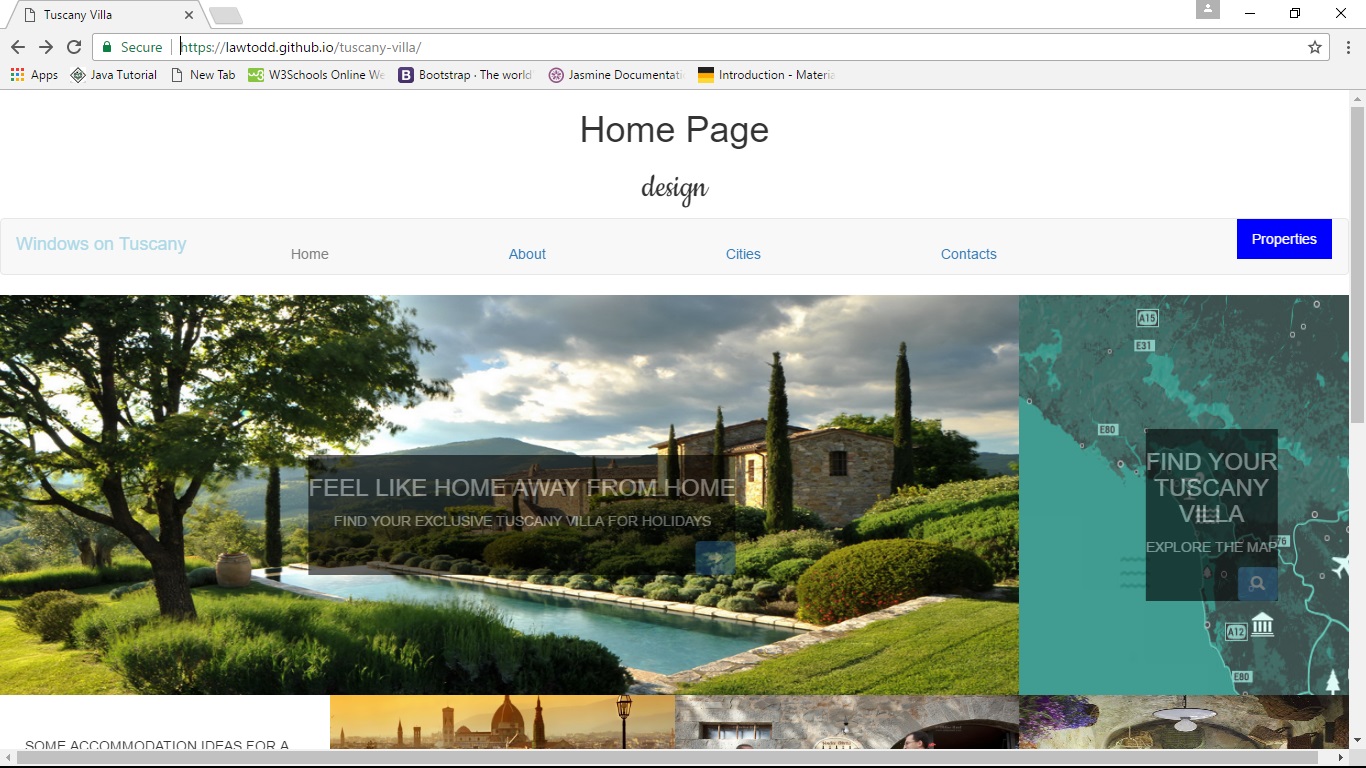 Tuscany Villa
Secure
https://lawtodd.github.io/tuscany-villa/
Apps
Java Tutorial
New Tab
W3Schools Online We
Bootstrap · The world'
Jasmine Documentati
Introduction - Materia
Home Page
design
Windows on Tuscany
Home
About
Cities
Contacts
Properties
FEEL LIKE HOME AWAY FROM HOME
FIND YOUR EXCLUSIVE TUSCANY VILLA FOR HOLIDAYS
A15
E31
E80
FIND YOUR
TUSCANY
VILLA
76
EXPLORE THE MAP
A12
E80
SOME ACCOMMODATION IDEAS FOR A